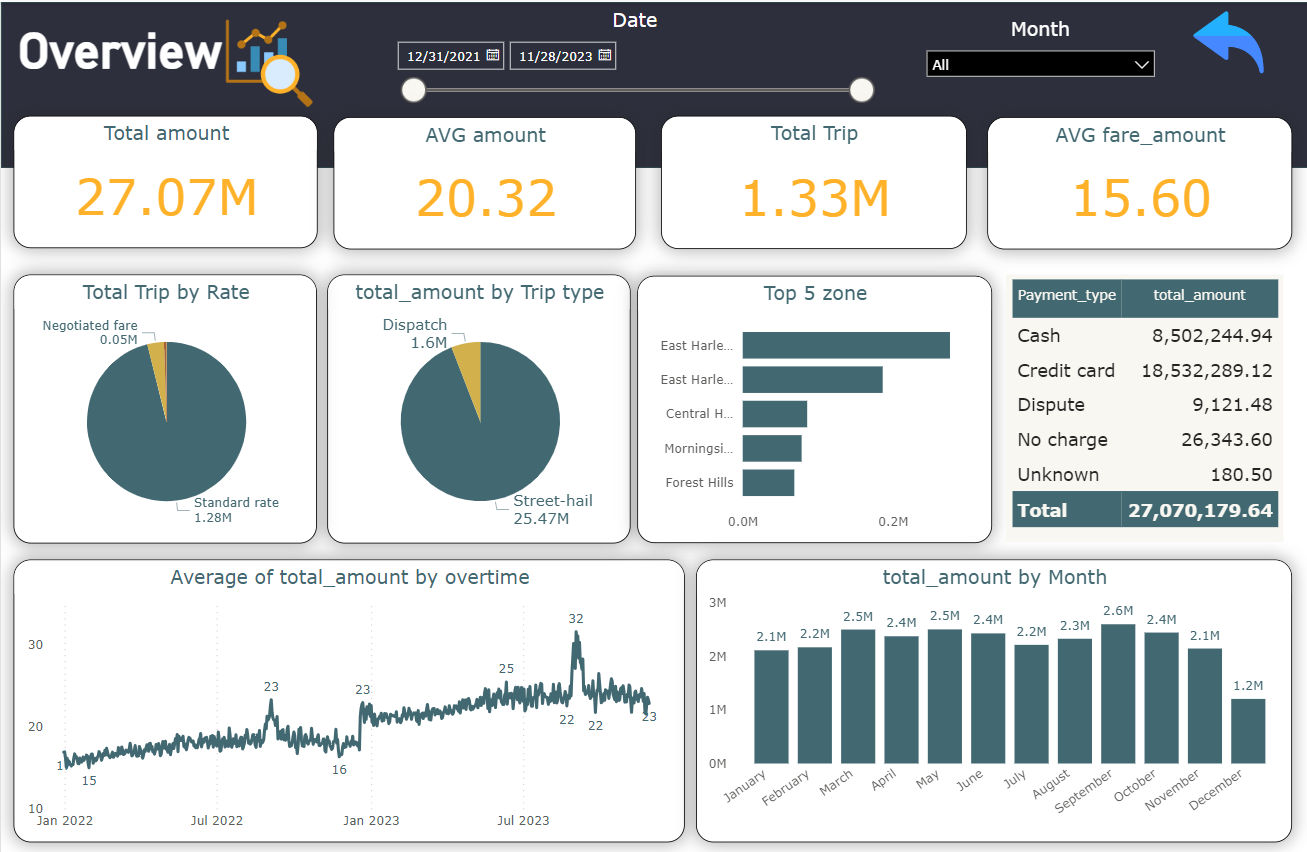 Overview
Date
12/31/2021
11/28/2023
Month
All
Total amount
27.07M
AVG amount
20.32
Total Trip
1.33M
AVG fare_amount
15.60
Total Trip by Rate
Negotiated fare
0.05M
Standard rate
1.28M
total_amount by Trip type
Dispatch
1.6M
Street-hail
25.47M
Top 5 zone
East Harle...
East Harle...
Central H...
Morningsi...
Forest Hills
0.0M 0.2M
Payment_type total_amount
Cash 8,502,244.94
Credit card 18,532,289.12
Dispute 9,121.48
No charge 26,343.60
Unknown 180.50
Total 27,070,179.64
Average of total_amount by overtime
30
20
10
15
23
16
23
25
32
22
22
23
Jan 2022 Jul 2022 Jan 2023 Jul 2023
total_amount by Month
3M
2M
1M
0M
2.1M 2.2M 2.5M 2.4M 2.5M 2.4M 2.2M 2.3M 2.6M 2.4M 2.1M 1.2M
January February March April May June July August September October November December